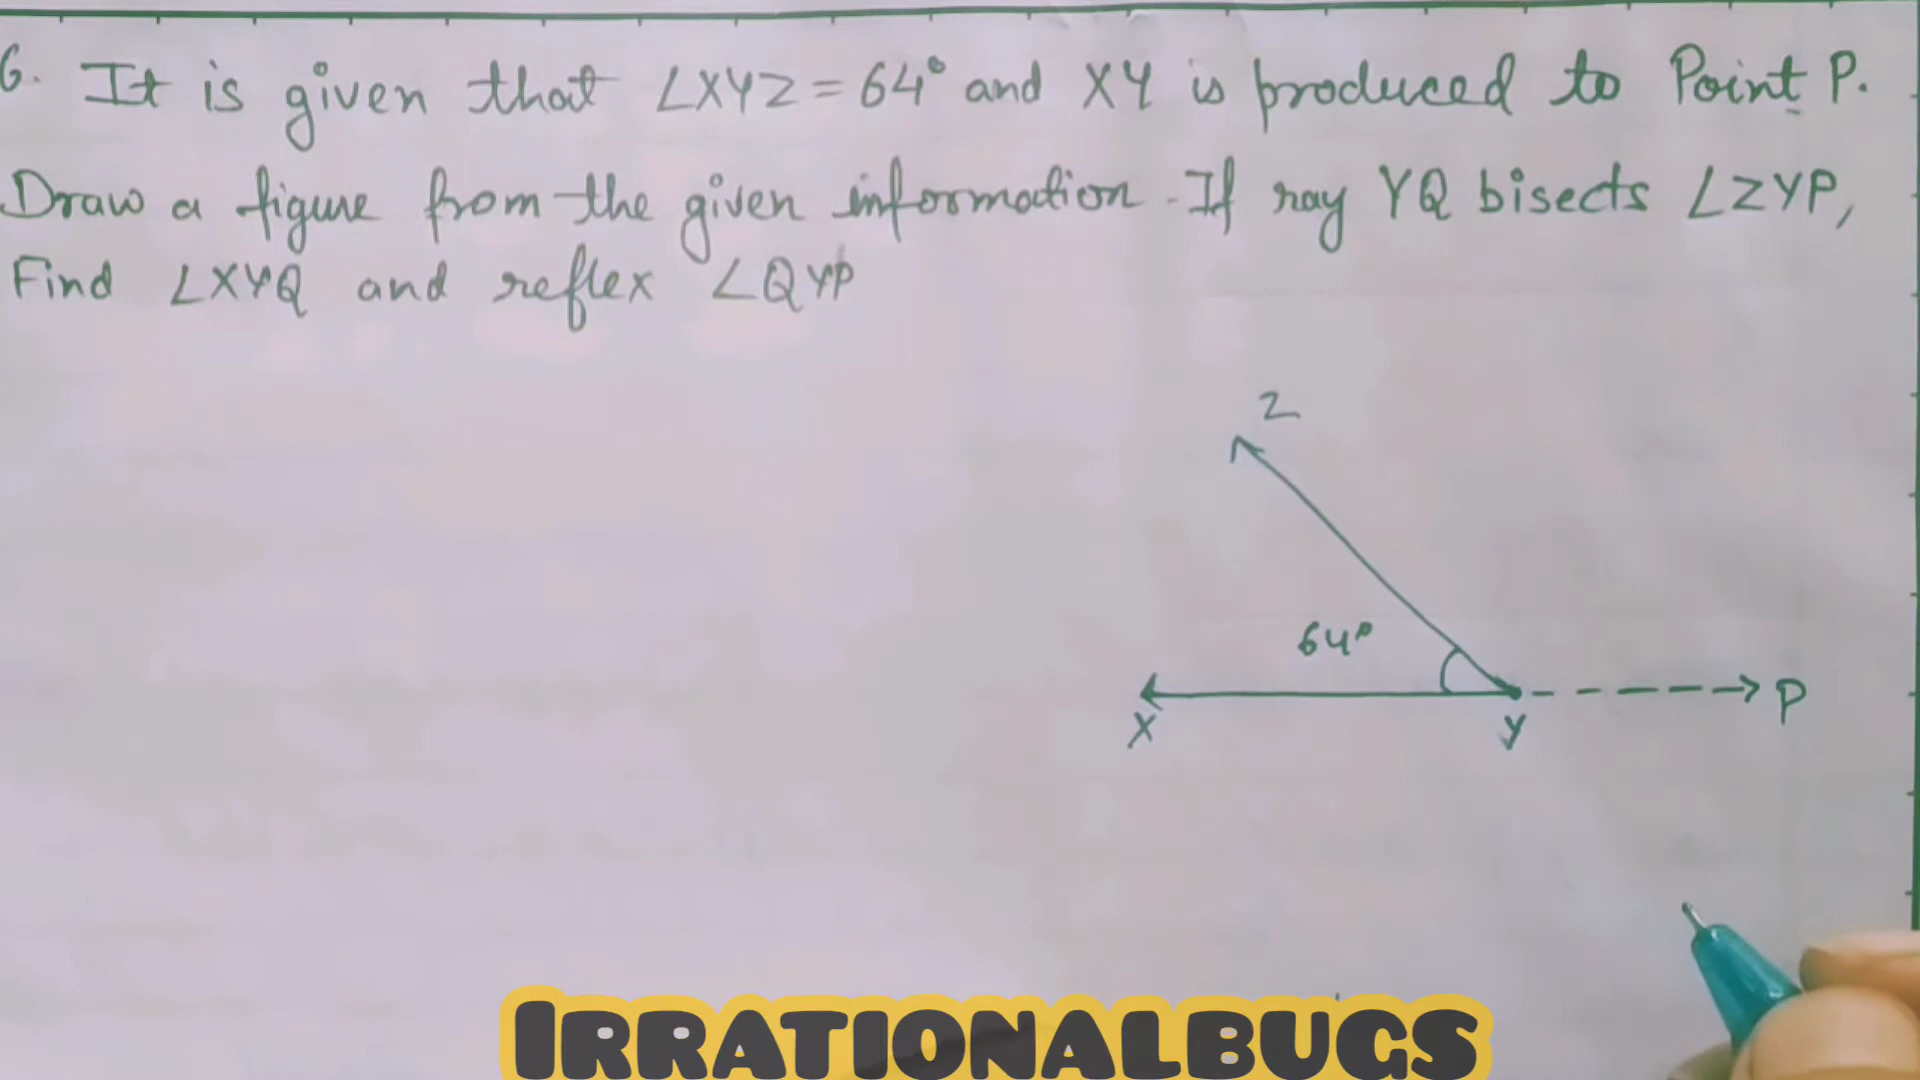 6. It is given that ∠XYZ = 64° and XY is produced to Point P.
Draw a figure from the given information. If ray YQ bisects ∠ZYP,
Find ∠XYQ and reflex ∠QYP
Z
64°
X
Y
P
IRRATIONALBUGS